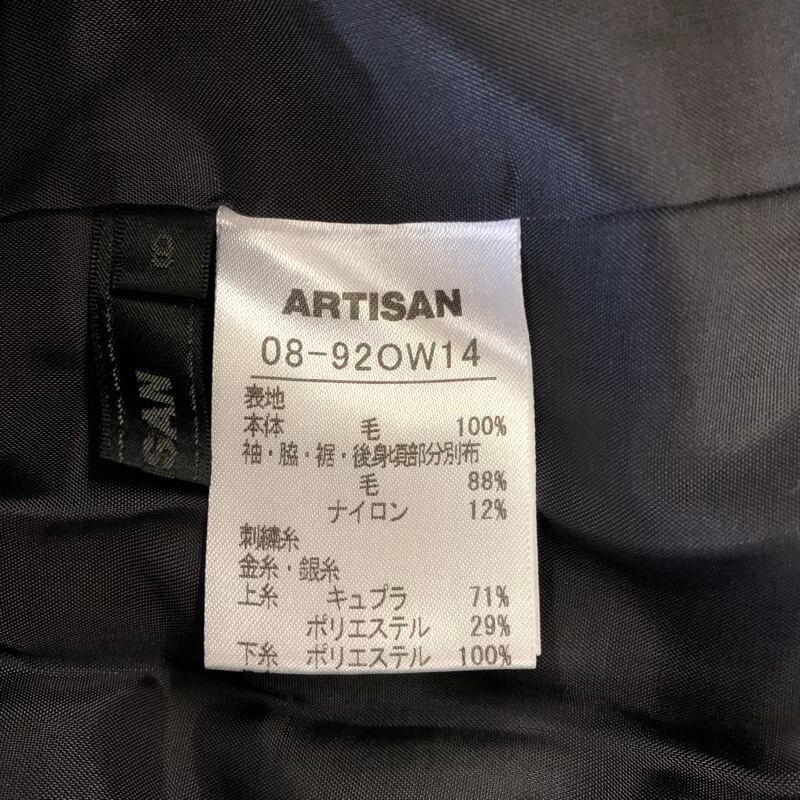 ARTISAN
08-92OW14
表地
本体 毛 100%
袖・脇・裾・後身頃部分別布
毛 88%
ナイロン 12%
刺繍糸
金糸・銀糸
上糸 キュプラ 71%
ポリエステル 29%
下糸 ポリエステル 100%
SAN